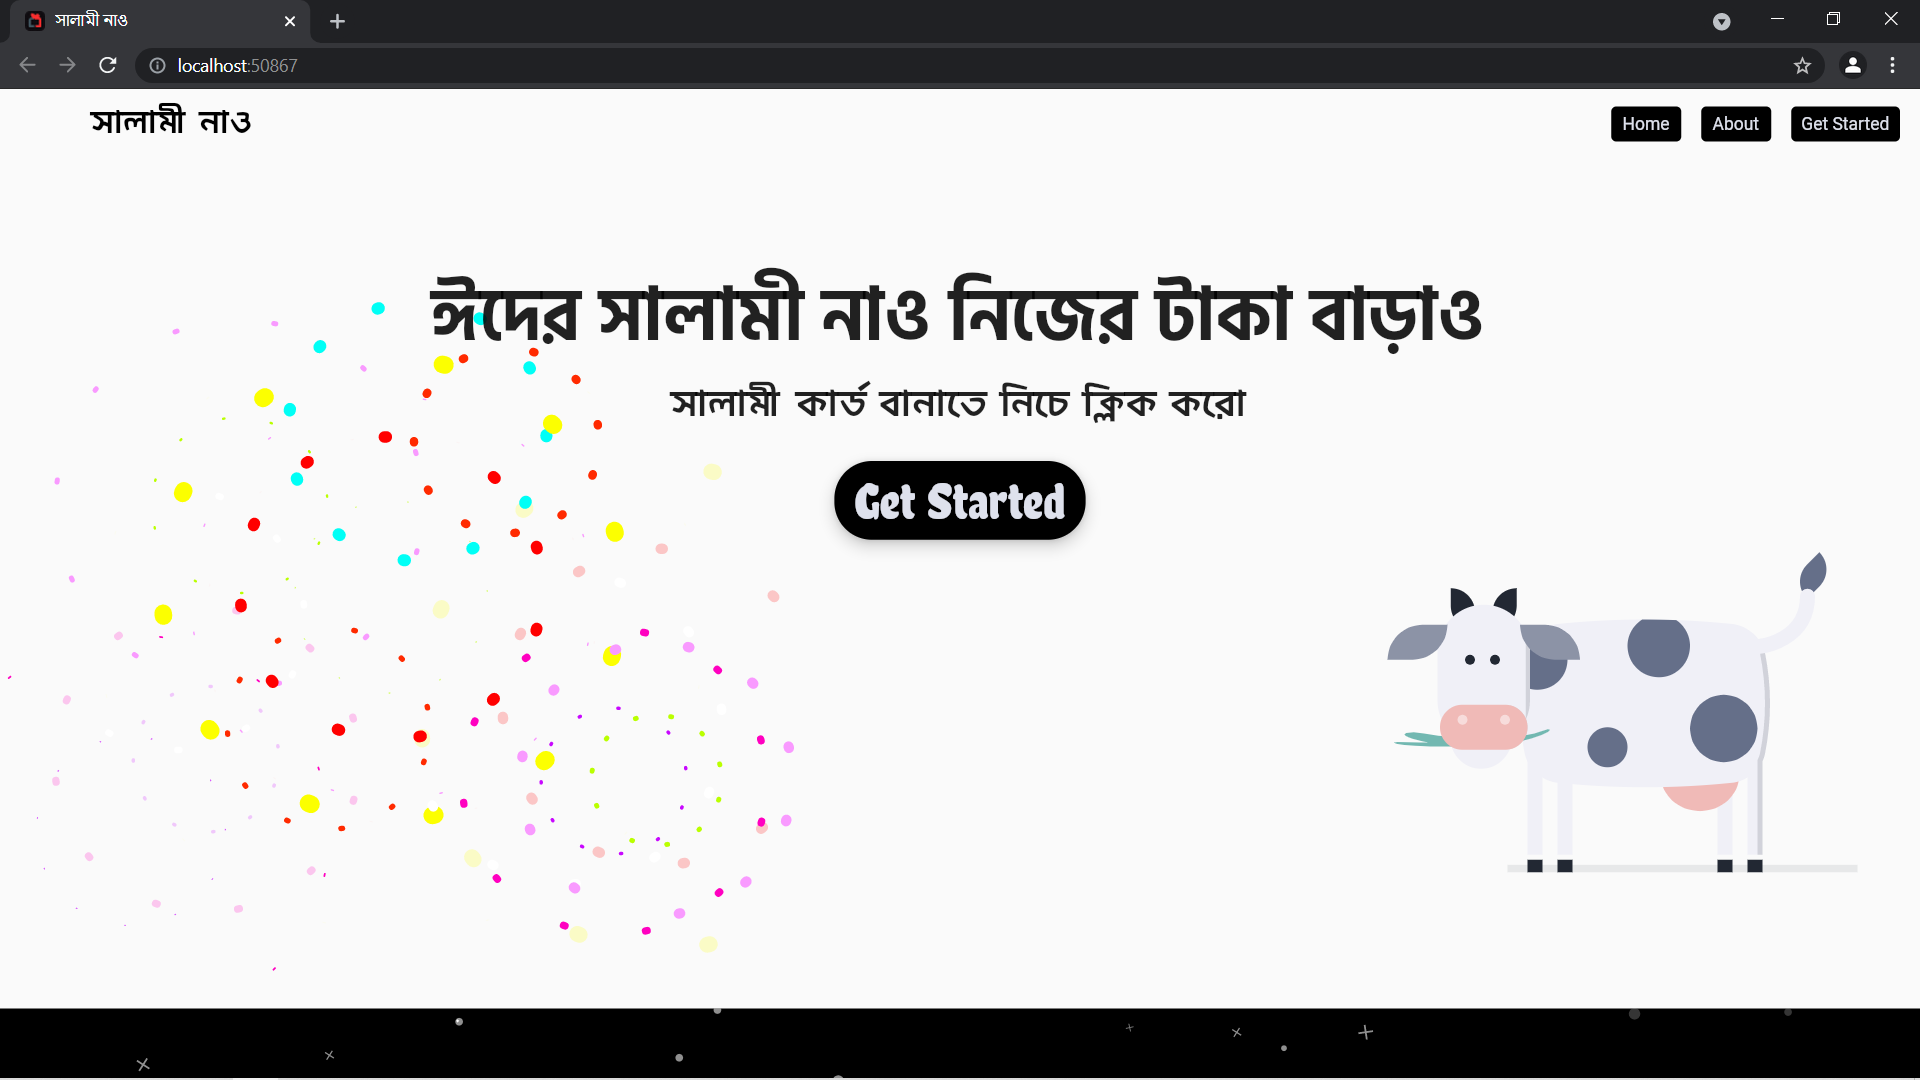 সালামী নাও
localhost:50867
সালামী নাও
Home About Get Started
ঈদের সালামী নাও নিজের টাকা বাড়াও
সালামী কার্ড বানাতে নিচে ক্লিক করো
Get Started